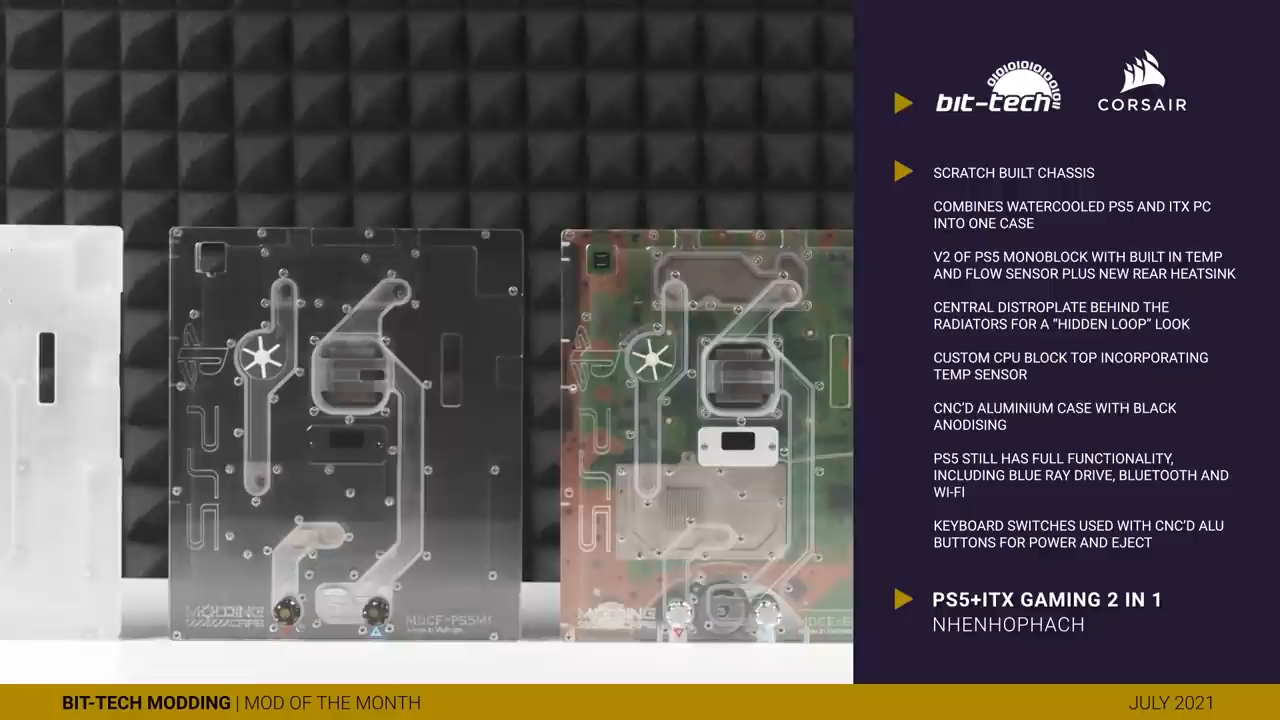 bit-tech
CORSAIR
SCRATCH BUILT CHASSIS
COMBINES WATERCOOLED PS5 AND ITX PC
INTO ONE CASE
V2 OF PS5 MONOBLOCK WITH BUILT IN TEMP
AND FLOW SENSOR PLUS NEW REAR HEATSINK
CENTRAL DISTROPLATE BEHIND THE
RADIATORS FOR A "HIDDEN LOOP" LOOK
CUSTOM CPU BLOCK TOP INCORPORATING
TEMP SENSOR
CNC'D ALUMINIUM CASE WITH BLACK
ANODISING
PS5 STILL HAS FULL FUNCTIONALITY,
INCLUDING BLUE RAY DRIVE, BLUETOOTH AND
WI-FI
KEYBOARD SWITCHES USED WITH CNC'D ALU
BUTTONS FOR POWER AND EJECT
PS5+ITX GAMING 2 IN 1
NHENHOPHACH
PS5
MODDING
CAFE
MDCF-PS5M1
PS5
MODDING
BIT-TECH MODDING | MOD OF THE MONTH
JULY 2021